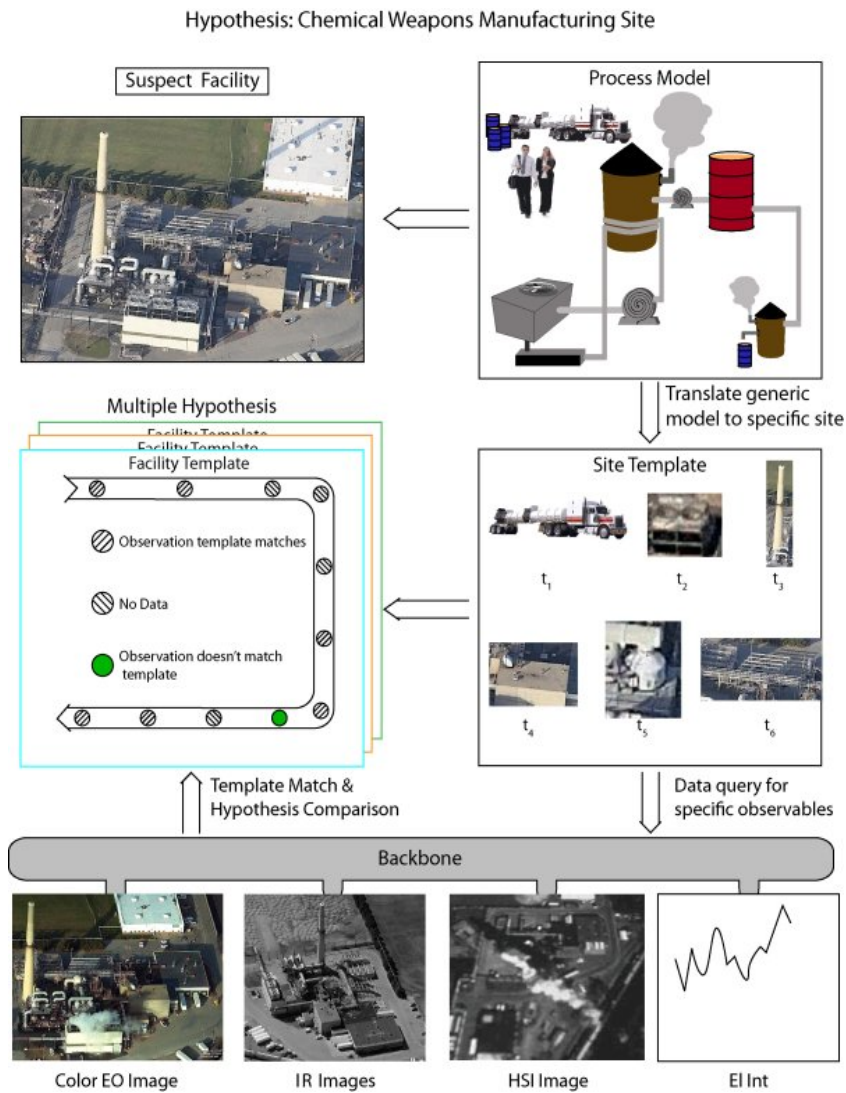 Hypothesis: Chemical Weapons Manufacturing Site
Suspect Facility
Process Model
Translate generic
model to specific site
Multiple Hypothesis
Facility Template
Facility Template
Facility Template
Observation template matches
No Data
Observation doesn't match
template
Site Template
t1
t2
t3
t4
t5
t6
Template Match &
Hypothesis Comparison
Data query for
specific observables
Backbone
Color EO Image
IR Images
HSI Image
El Int